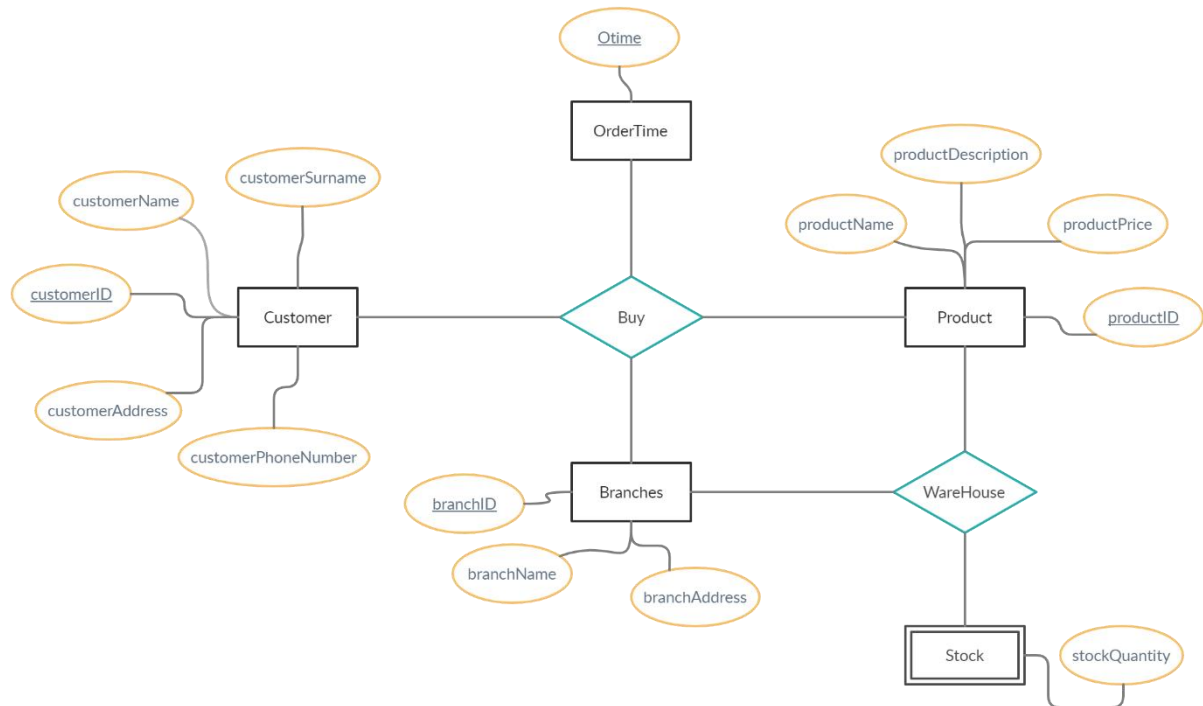 Otime
OrderTime
productDescription
customerSurname
customerName
productName
productPrice
customerID
Customer
Buy
Product
productID
customerAddress
customerPhoneNumber
branchID
Branches
WareHouse
branchName
branchAddress
Stock
stockQuantity